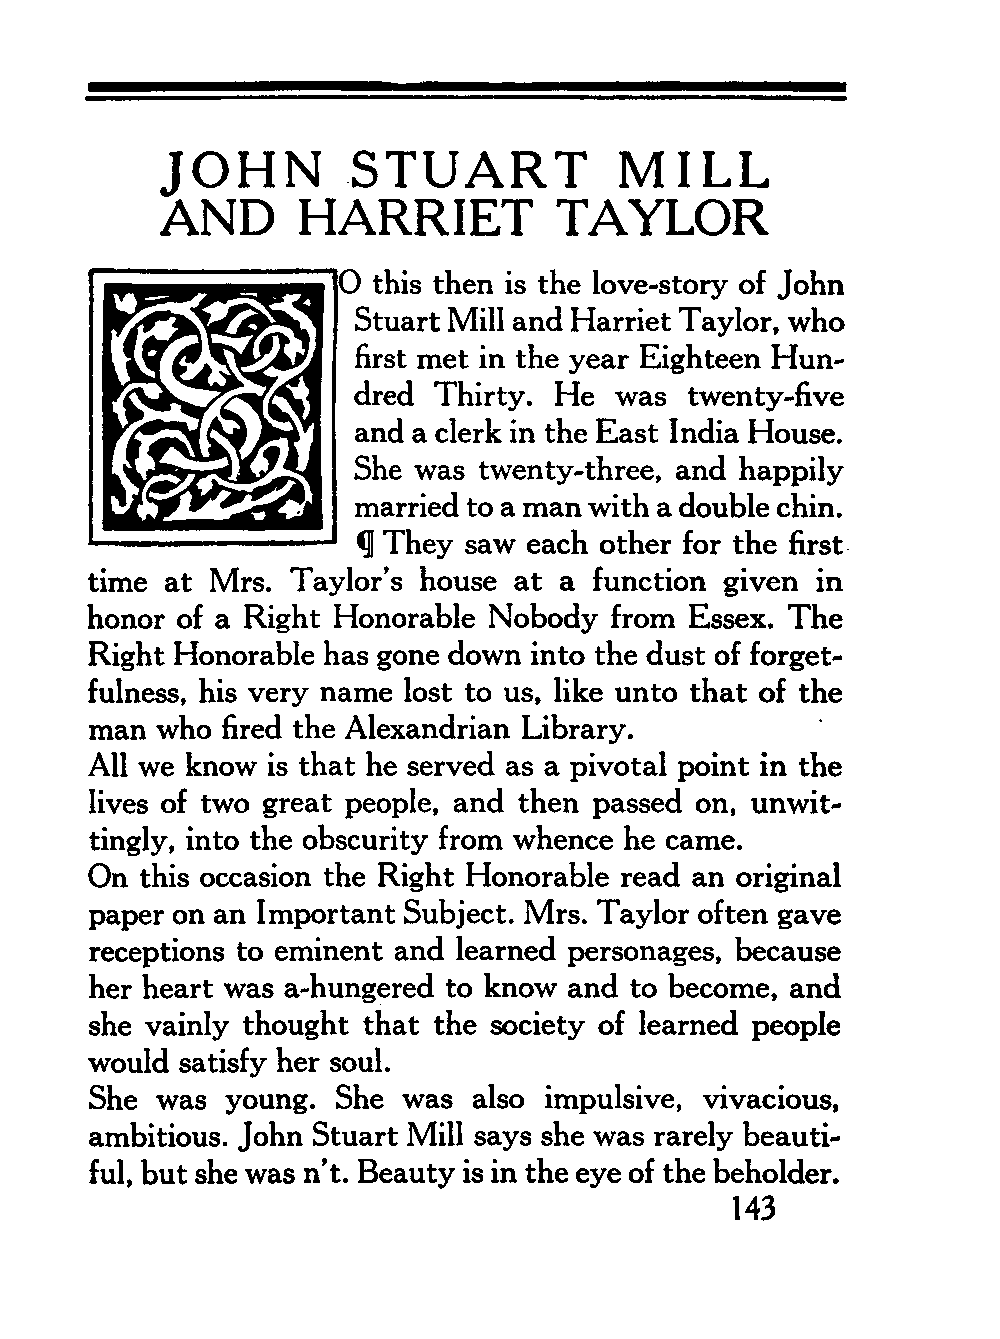 JOHN STUART MILL
AND HARRIET TAYLOR
SO this then is the love-story of John
Stuart Mill and Harriet Taylor, who
first met in the year Eighteen Hun-
dred Thirty. He was twenty-five
and a clerk in the East India House.
She was twenty-three, and happily
married to a man with a double chin.
¶ They saw each other for the first
time at Mrs. Taylor's house at a function given in
honor of a Right Honorable Nobody from Essex. The
Right Honorable has gone down into the dust of forget-
fulness, his very name lost to us, like unto that of the
man who fired the Alexandrian Library.
All we know is that he served as a pivotal point in the
lives of two great people, and then passed on, unwit-
tingly, into the obscurity from whence he came.
On this occasion the Right Honorable read an original
paper on an Important Subject. Mrs. Taylor often gave
receptions to eminent and learned personages, because
her heart was a-hungered to know and to become, and
she vainly thought that the society of learned people
would satisfy her soul.
She was young. She was also impulsive, vivacious,
ambitious. John Stuart Mill says she was rarely beauti-
ful, but she was n't. Beauty is in the eye of the beholder.
143